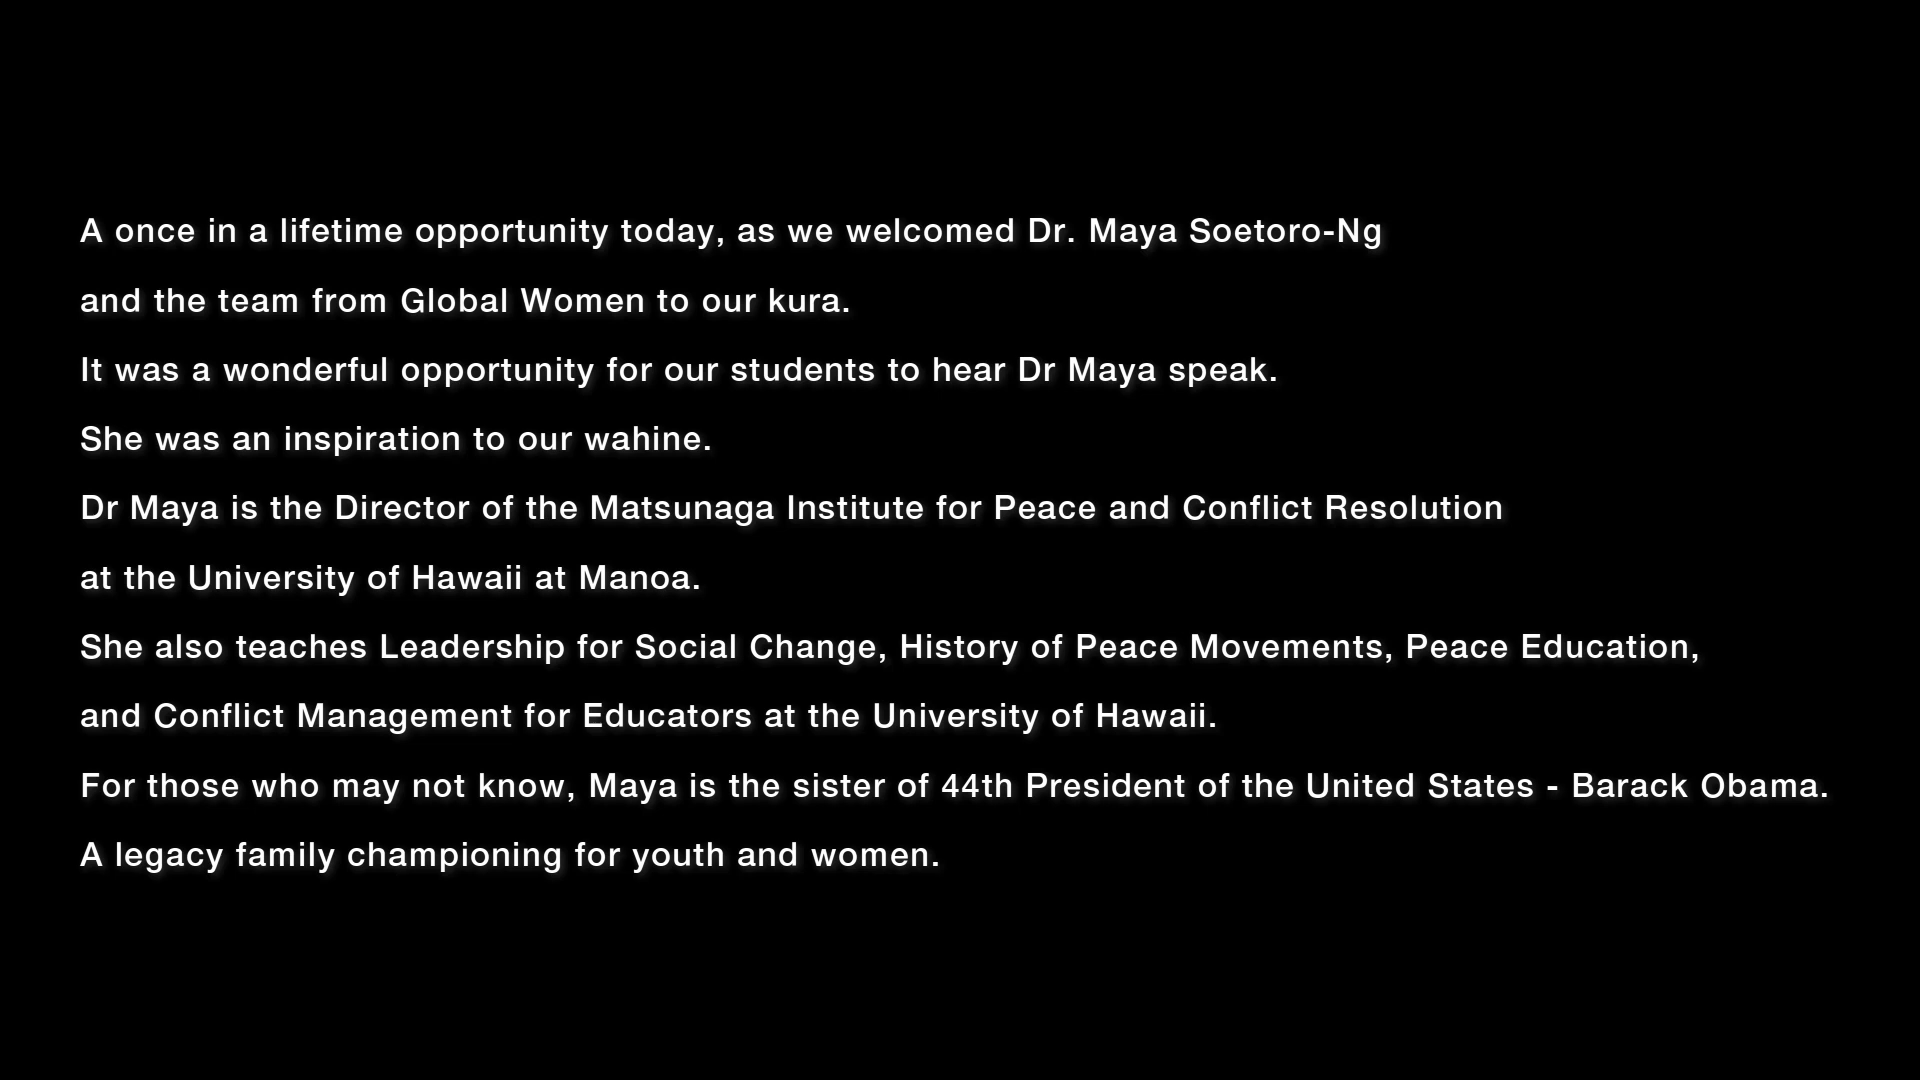 A once in a lifetime opportunity today, as we welcomed Dr. Maya Soetoro-Ng
and the team from Global Women to our kura.
It was a wonderful opportunity for our students to hear Dr Maya speak.
She was an inspiration to our wahine.
Dr Maya is the Director of the Matsunaga Institute for Peace and Conflict Resolution
at the University of Hawaii at Manoa.
She also teaches Leadership for Social Change, History of Peace Movements, Peace Education,
and Conflict Management for Educators at the University of Hawaii.
For those who may not know, Maya is the sister of 44th President of the United States - Barack Obama.
A legacy family championing for youth and women.